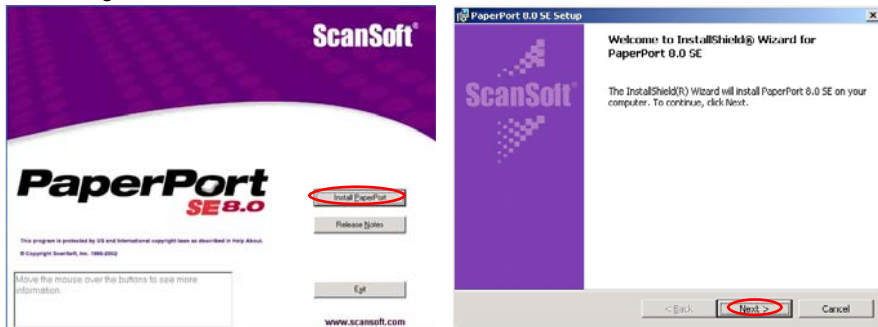 ScanSoft
PaperPort
SE 8.0
Install PaperPort
Release Notes
This program is protected by US and International copyright laws as described in Help About.
© Copyright ScanSoft, Inc. 1998-2002
Move the mouse over the buttons to see more
information.
Exit
www.scansoft.com
PaperPort 8.0 SE Setup
Welcome to InstallShield® Wizard for
PaperPort 8.0 SE
ScanSoft
The InstallShield(R) Wizard will install PaperPort 8.0 SE on your
computer. To continue, click Next.
< Back
Next >
Cancel